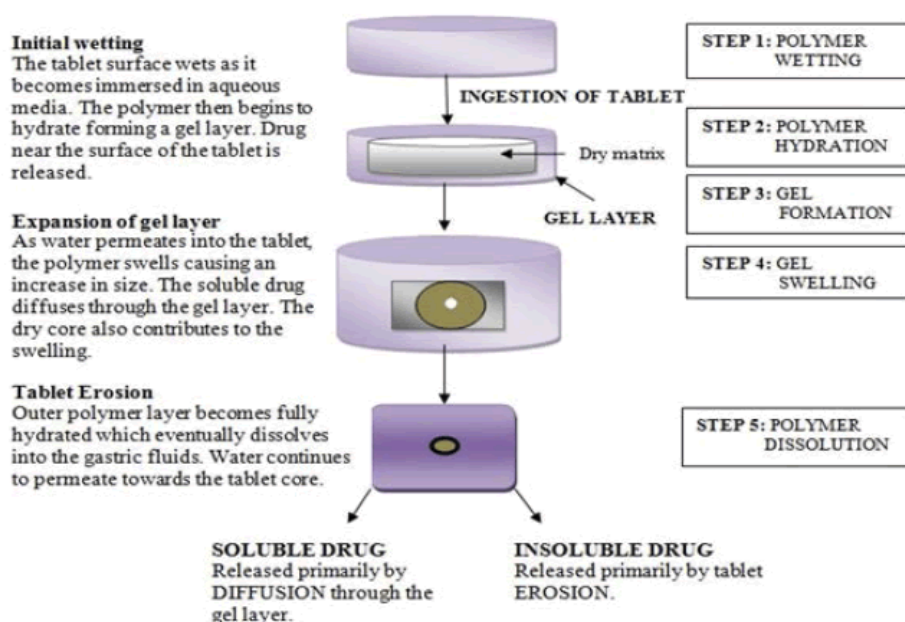 Initial wetting
The tablet surface wets as it
becomes immersed in aqueous
media. The polymer then begins to
hydrate forming a gel layer. Drug
near the surface of the tablet is
released.
STEP 1: POLYMER
WETTING
INGESTION OF TABLET
STEP 2: POLYMER
HYDRATION
Dry matrix
STEP 3: GEL
FORMATION
GEL LAYER
Expansion of gel layer
As water permeates into the tablet,
the polymer swells causing an
increase in size. The soluble drug
diffuses through the gel layer. The
dry core also contributes to the
swelling.
STEP 4: GEL
SWELLING
Tablet Erosion
Outer polymer layer becomes fully
hydrated which eventually dissolves
into the gastric fluids. Water continues
to permeate towards the tablet core.
STEP 5: POLYMER
DISSOLUTION
SOLUBLE DRUG
Released primarily by
DIFFUSION through the
gel layer.
INSOLUBLE DRUG
Released primarily by tablet
EROSION.